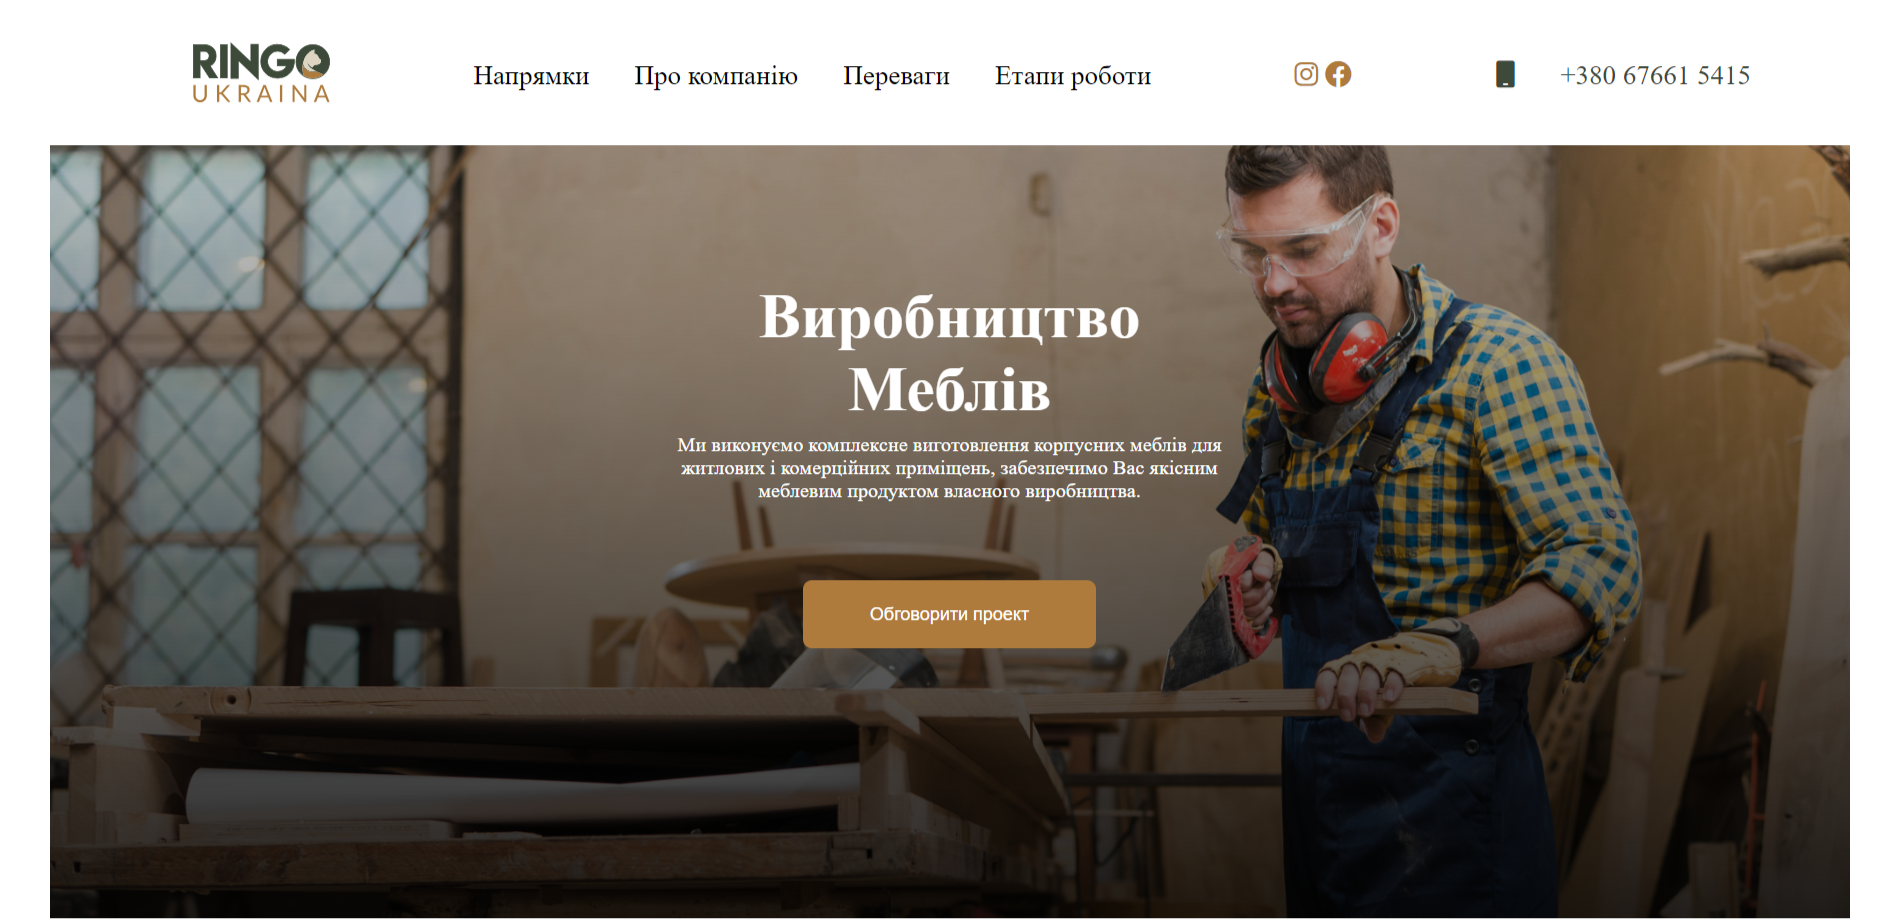 RINGO
UKRAINA
Напрямки
Про компанію
Переваги
Етапи роботи
+380 67661 5415
Виробництво
Меблів
Ми виконуємо комплексне виготовлення корпусних меблів для
житлових і комерційних приміщень, забезпечимо Вас якісним
меблевим продуктом власного виробництва.
Обговорити проект